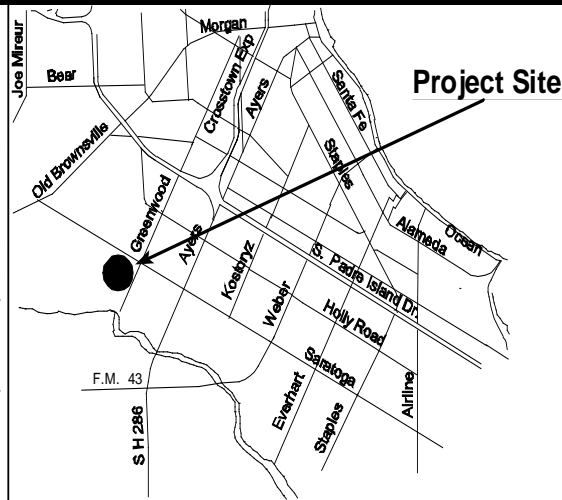 Morgan
Joe Mireur
Bear
Crosstown Exp
Ayers
Santa Fe
Project Site
Old Brownsville
Staples
Greenwood
Ayers
Kostoryz
Weber
Alameda
Ocean
S. Padre Island Dr.
Holly Road
Saratoga
F.M. 43
S H 286
Everhart
Staples
Airline